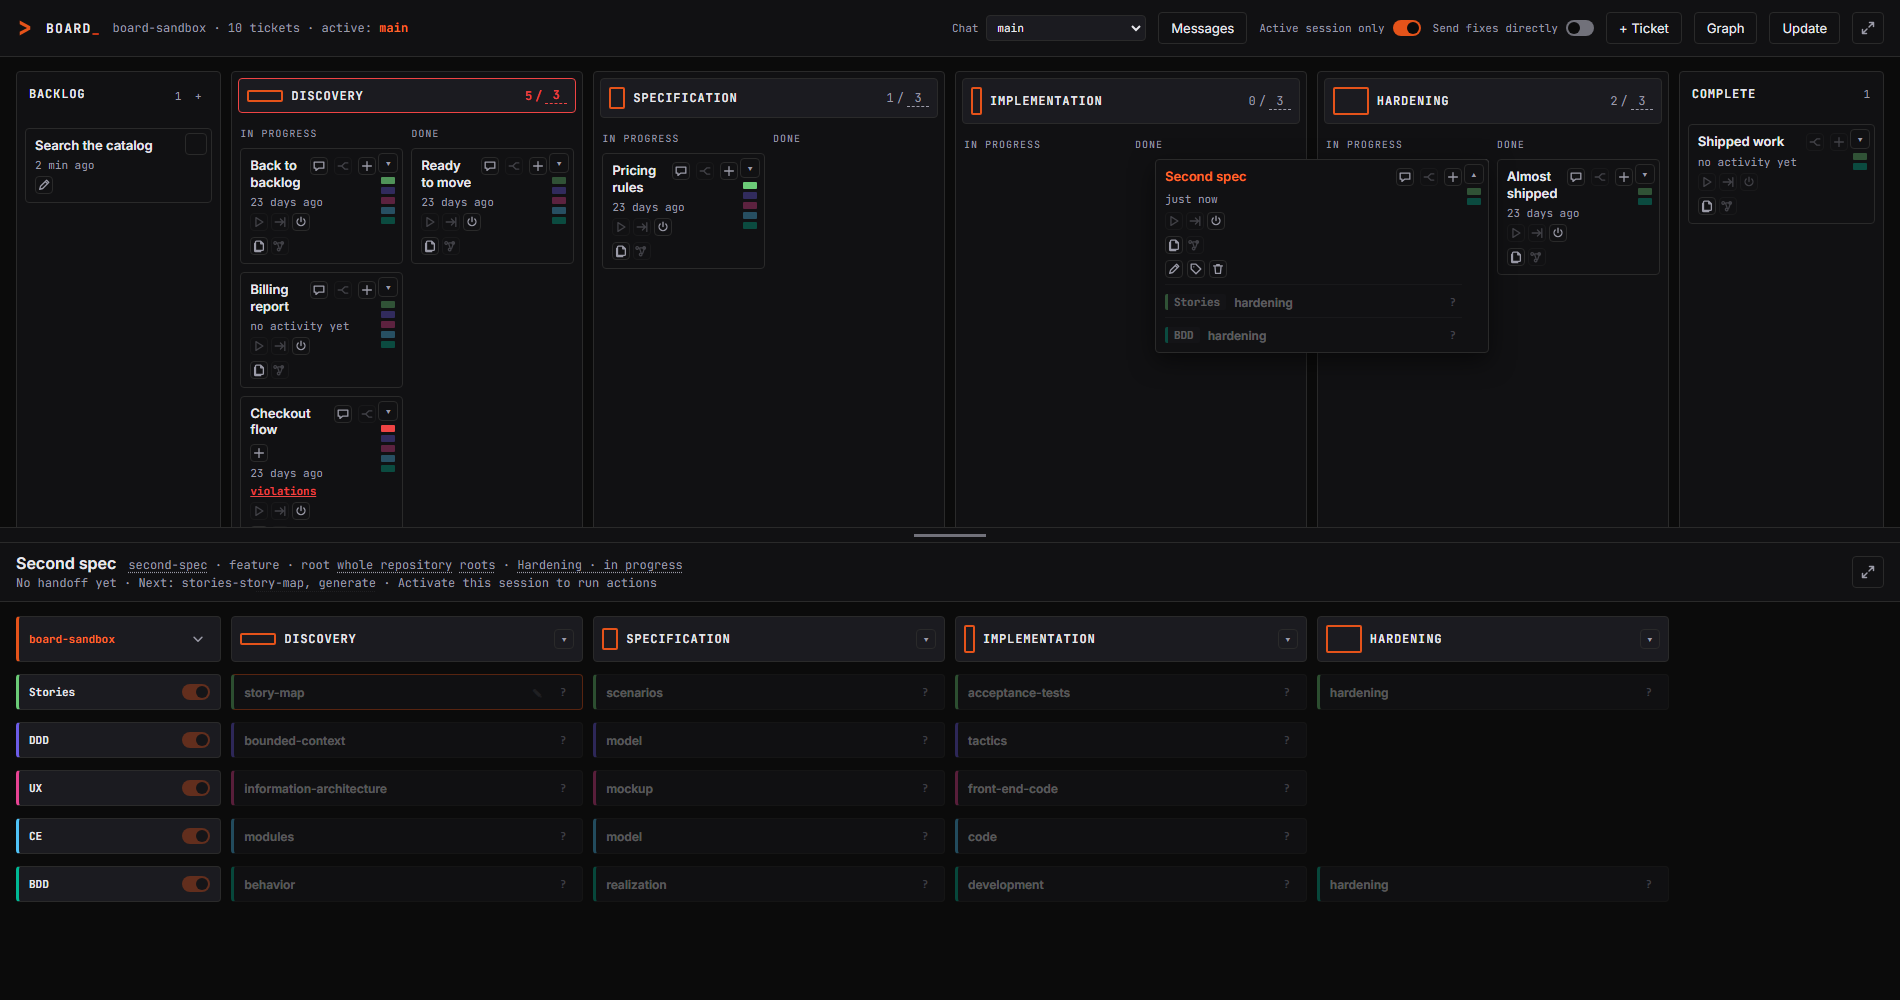 BOARD_ board-sandbox · 10 tickets · active: main
Chat main Messages Active session only Send fixes directly + Ticket Graph Update
BACKLOG 1 +
Search the catalog
2 min ago
DISCOVERY 5 / 3
IN PROGRESS DONE
Back to backlog
23 days ago
Ready to move
23 days ago
Billing report
no activity yet
Checkout flow
23 days ago
violations
SPECIFICATION 1 / 3
IN PROGRESS DONE
Pricing rules
23 days ago
IMPLEMENTATION 0 / 3
IN PROGRESS DONE
HARDENING 2 / 3
IN PROGRESS DONE
Second spec
just now
Stories hardening ?
BDD hardening ?
Almost shipped
23 days ago
COMPLETE 1
Shipped work
no activity yet
Second spec second-spec · feature · root whole repository roots · Hardening · in progress
No handoff yet · Next: stories-story-map, generate · Activate this session to run actions
board-sandbox DISCOVERY SPECIFICATION IMPLEMENTATION HARDENING
Stories story-map ? scenarios ? acceptance-tests ? hardening ?
DDD bounded-context ? model ? tactics ?
UX information-architecture ? mockup ? front-end-code ?
CE modules ? model ? code ?
BDD behavior ? realization ? development ? hardening ?